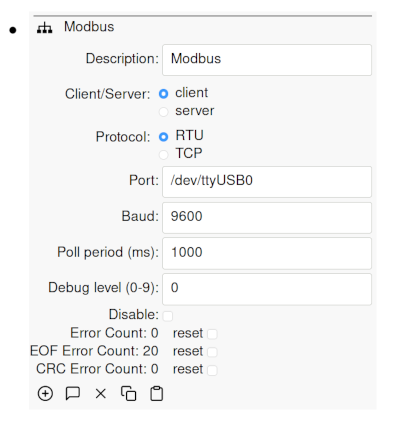 Modbus
Description: Modbus
Client/Server: client
server
Protocol: RTU
TCP
Port: /dev/ttyUSB0
Baud: 9600
Poll period (ms): 1000
Debug level (0-9): 0
Disable:
Error Count: 0 reset
EOF Error Count: 20 reset
CRC Error Count: 0 reset